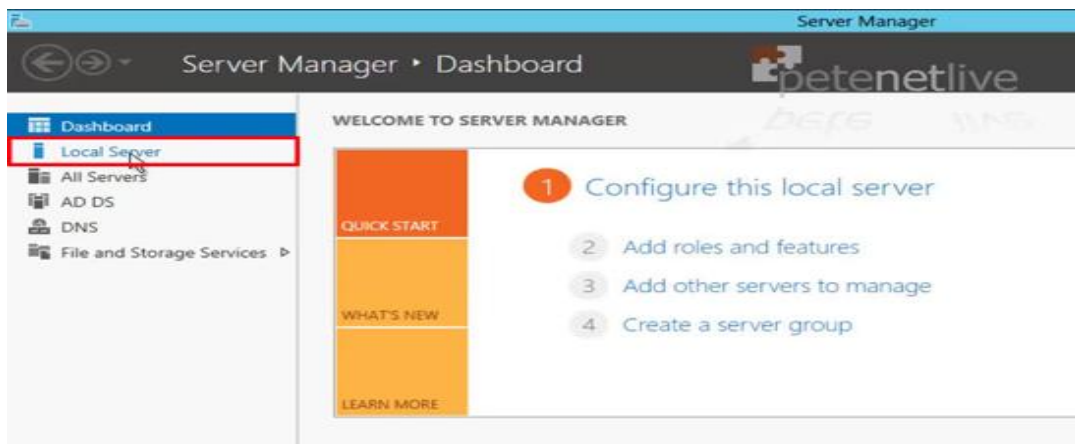 Server Manager
Server Manager • Dashboard
petenetlive
Dashboard
Local Server
All Servers
AD DS
DNS
File and Storage Services
WELCOME TO SERVER MANAGER
QUICK START
WHAT'S NEW
LEARN MORE
1 Configure this local server
2 Add roles and features
3 Add other servers to manage
4 Create a server group